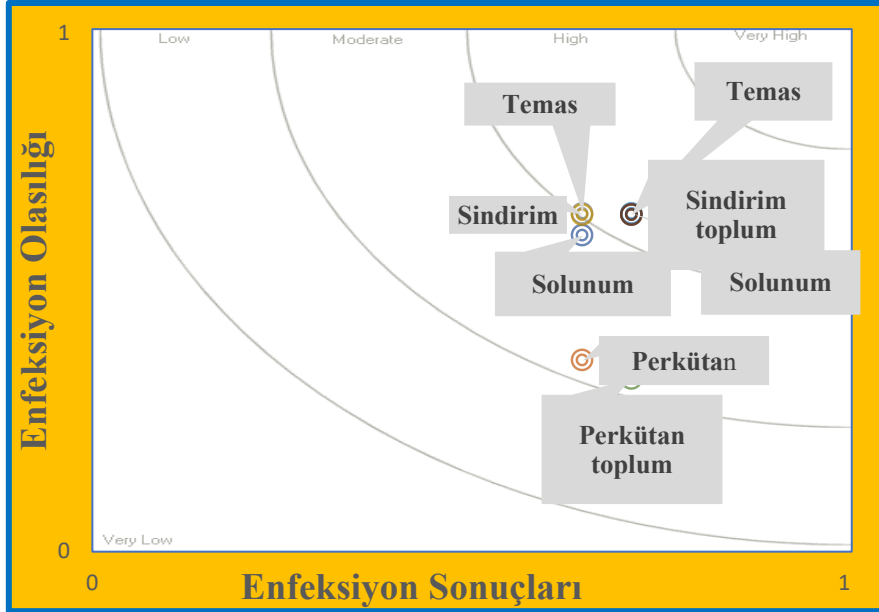 1
Low
Moderate
High
Very High
Temas
Temas
Sindirim
Sindirim
toplum
Solunum
Solunum
Perkütan
Perkütan
toplum
Enfeksiyon Olasılığı
0
Very Low
0
Enfeksiyon Sonuçları
1